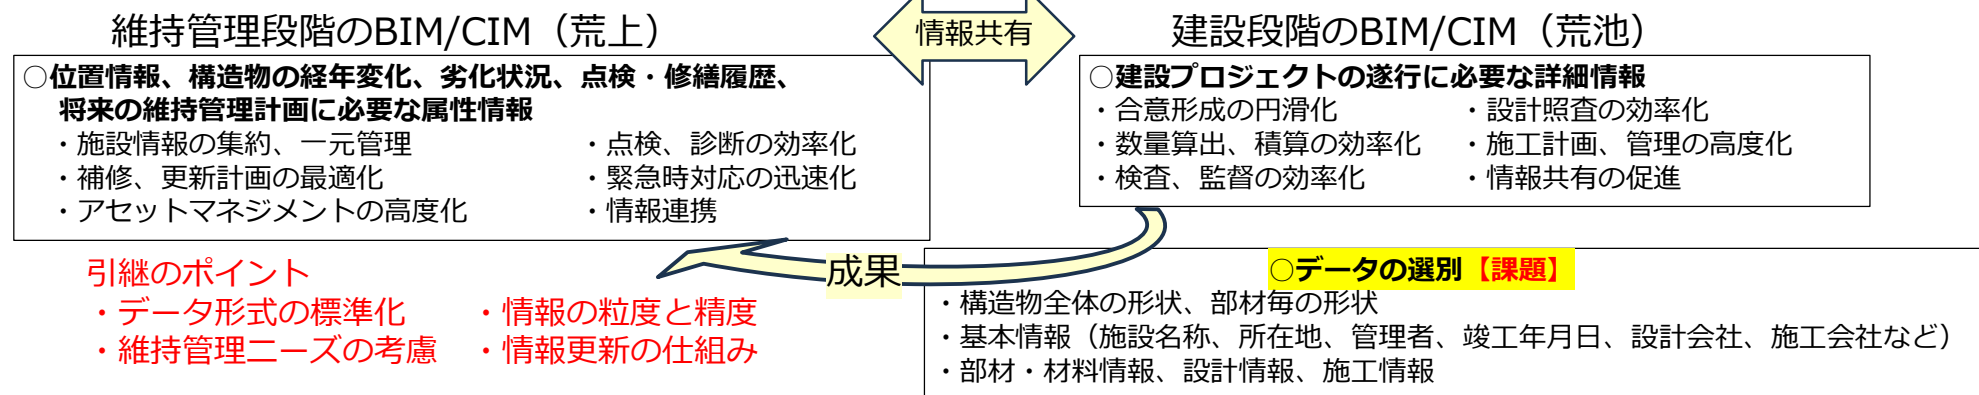 維持管理段階のBIM/CIM（荒上）
○位置情報、構造物の経年変化、劣化状況、点検・修繕履歴、
将来の維持管理計画に必要な属性情報
・施設情報の集約、一元管理　・点検、診断の効率化
・補修、更新計画の最適化　・緊急時対応の迅速化
・アセットマネジメントの高度化　・情報連携
情報共有
建設段階のBIM/CIM（荒池）
○建設プロジェクトの遂行に必要な詳細情報
・合意形成の円滑化　・設計照査の効率化
・数量算出、積算の効率化　・施工計画、管理の高度化
・検査、監督の効率化　・情報共有の促進
成果
引継のポイント
・データ形式の標準化　・情報の粒度と精度
・維持管理ニーズの考慮　・情報更新の仕組み
○データの選別【課題】
・構造物全体の形状、部材毎の形状
・基本情報（施設名称、所在地、管理者、竣工年月日、設計会社、施工会社など）
・部材・材料情報、設計情報、施工情報